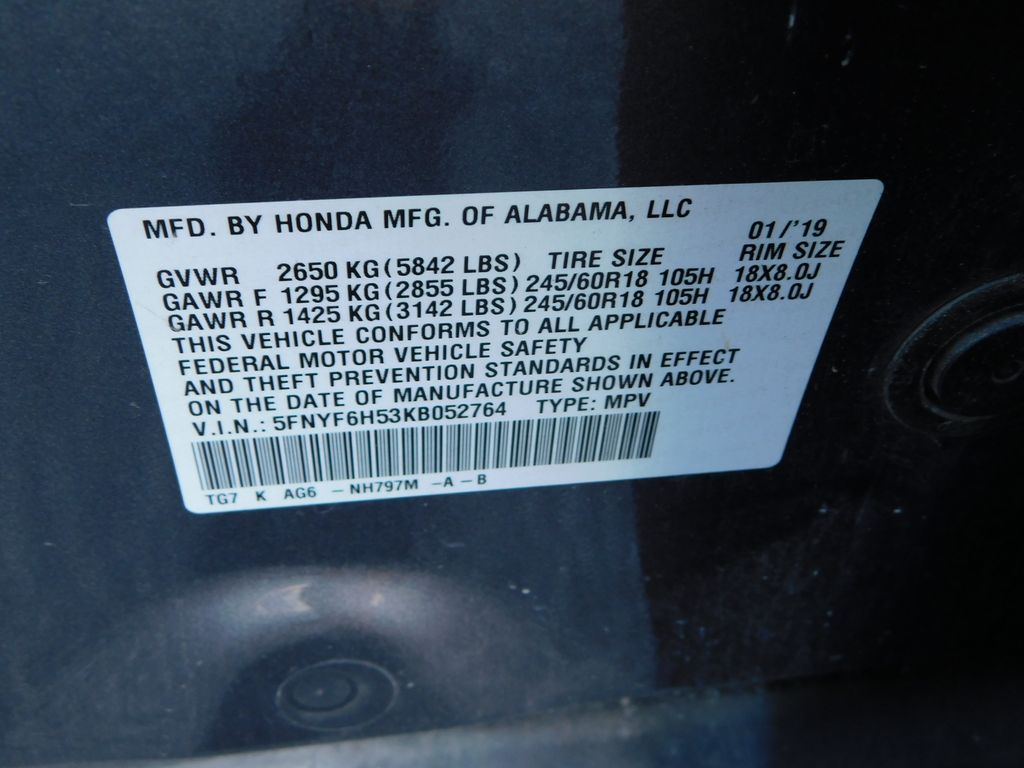 MFD. BY HONDA MFG. OF ALABAMA, LLC
01/'19
GVWR 2650 KG (5842 LBS) TIRE SIZE RIM SIZE
GAWR F 1295 KG (2855 LBS) 245/60R18 105H 18X8.0J
GAWR R 1425 KG (3142 LBS) 245/60R18 105H 18X8.0J
THIS VEHICLE CONFORMS TO ALL APPLICABLE
FEDERAL MOTOR VEHICLE SAFETY
AND THEFT PREVENTION STANDARDS IN EFFECT
ON THE DATE OF MANUFACTURE SHOWN ABOVE.
V.I.N.: 5FNYF6H53KB052764 TYPE: MPV
TG7 K AG6 - NH797M - A - B